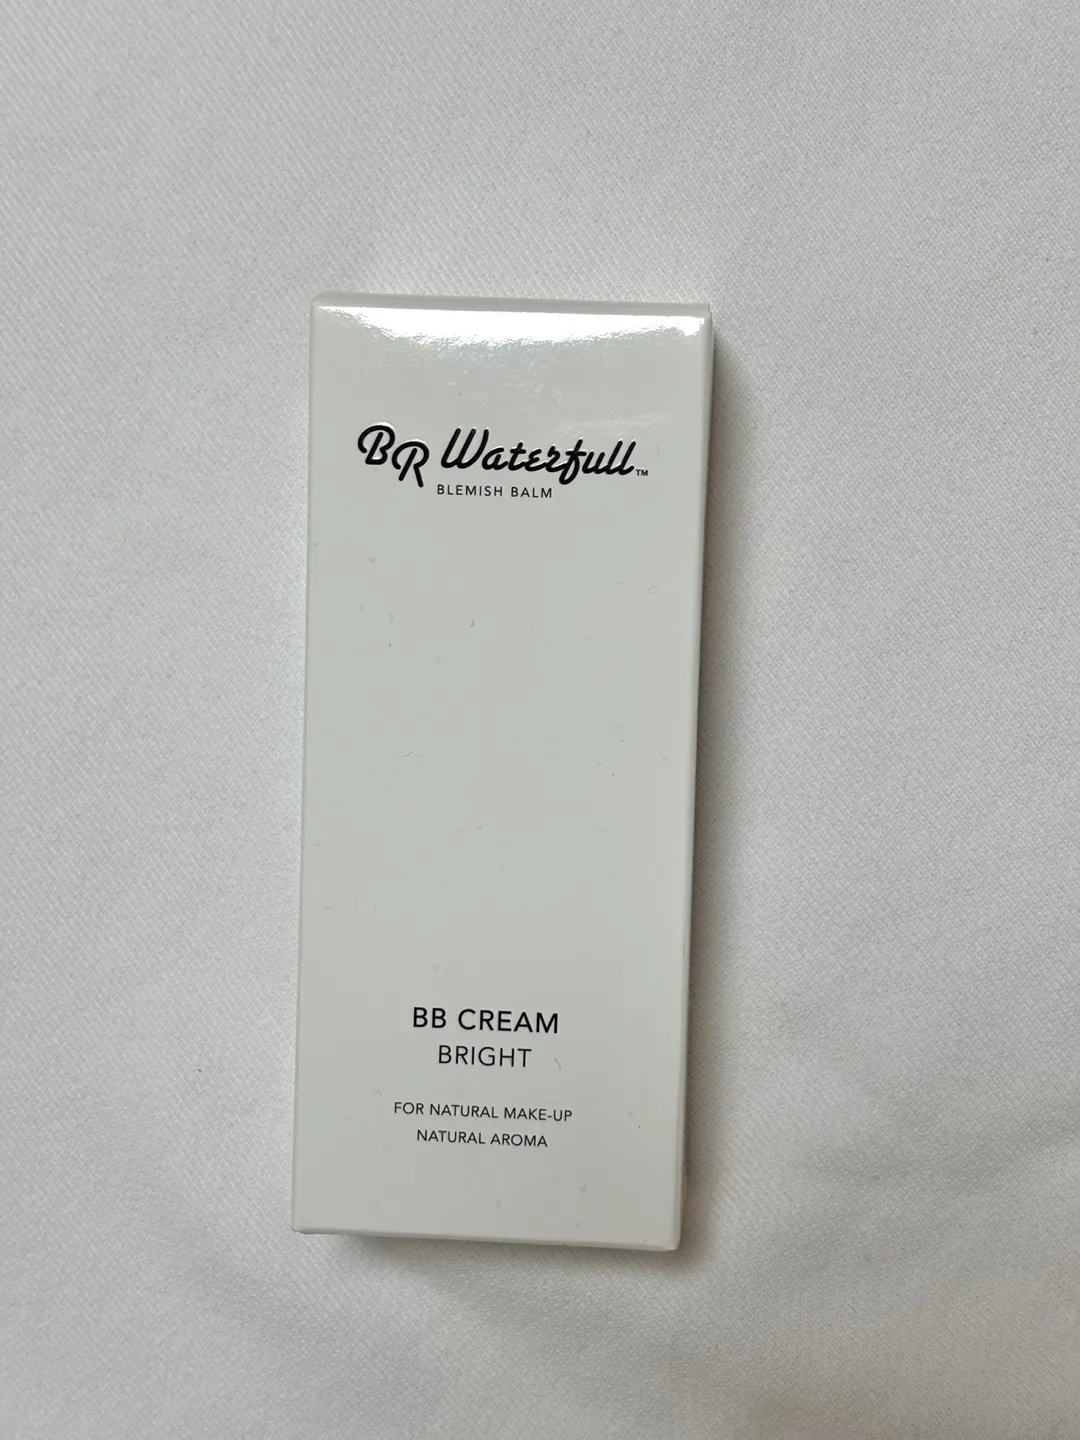 BR Waterfull™
BLEMISH BALM
BB CREAM
BRIGHT
FOR NATURAL MAKE-UP
NATURAL AROMA